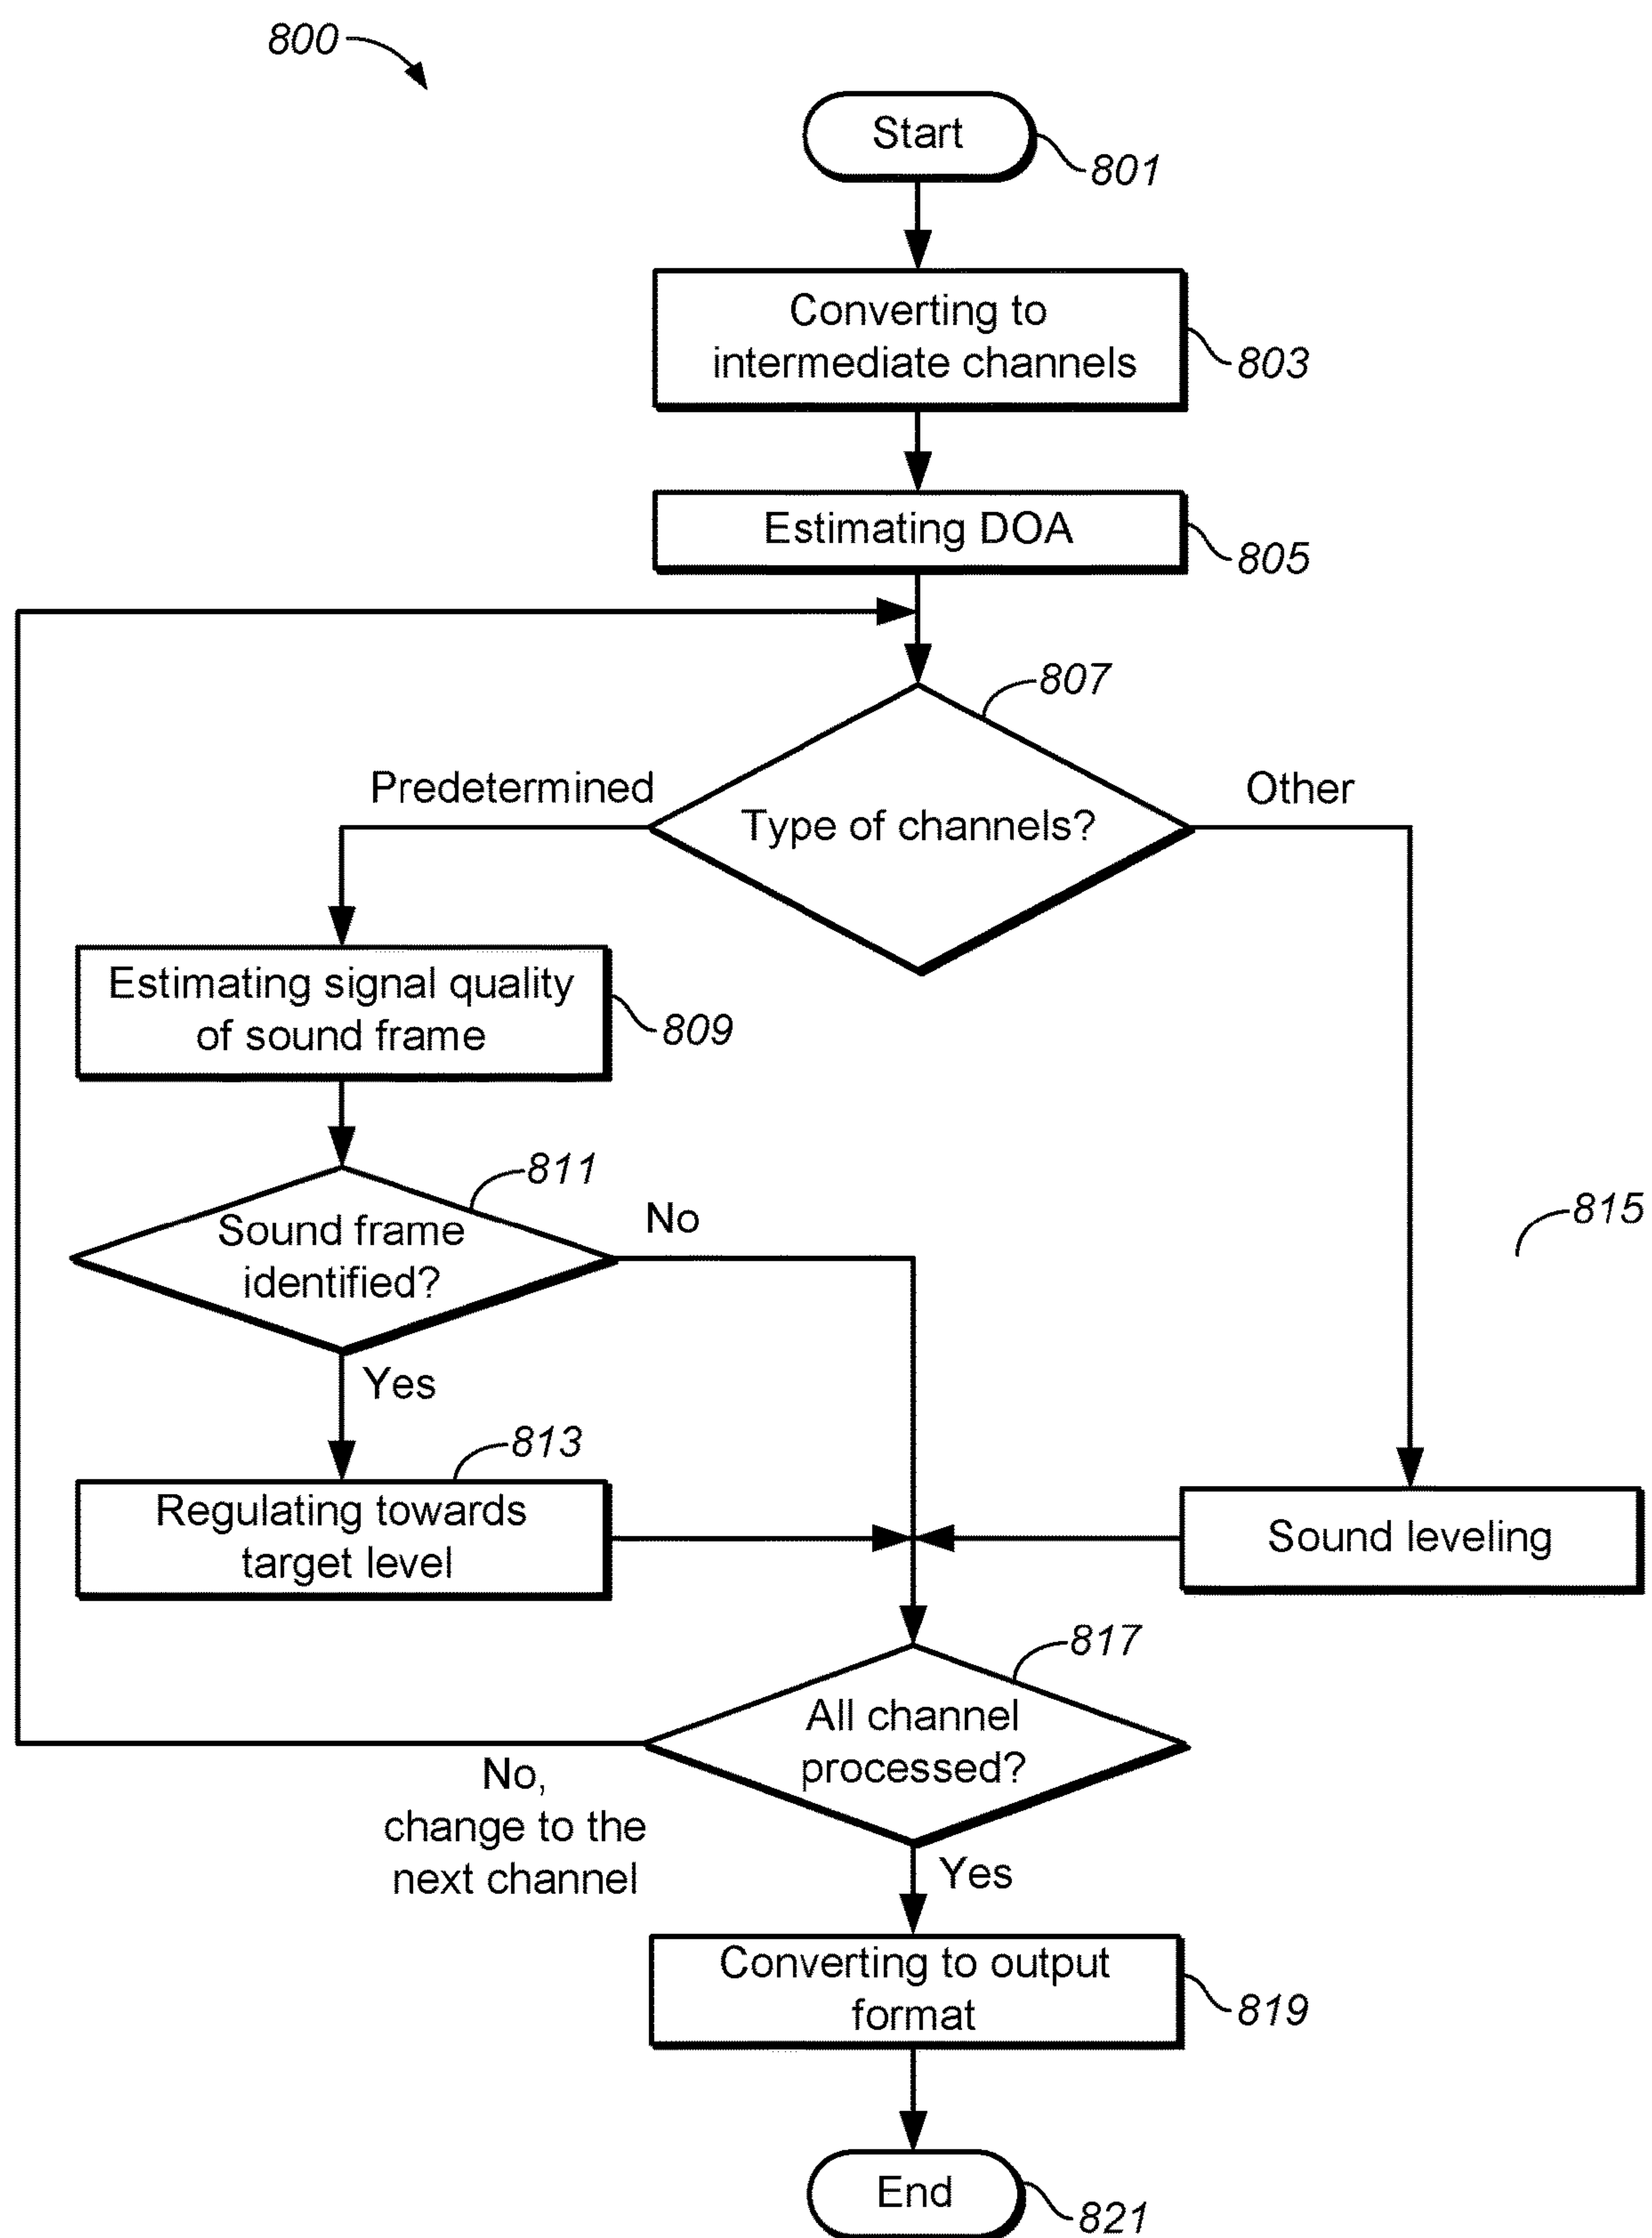 800
Start
801
Converting to
intermediate channels
803
Estimating DOA
805
807
Predetermined
Other
Type of channels?
Estimating signal quality
of sound frame
809
811
Sound frame
identified?
No
815
Yes
813
Regulating towards
target level
Sound leveling
817
All channel
processed?
No,
change to the
next channel
Yes
Converting to output
format
819
End
821